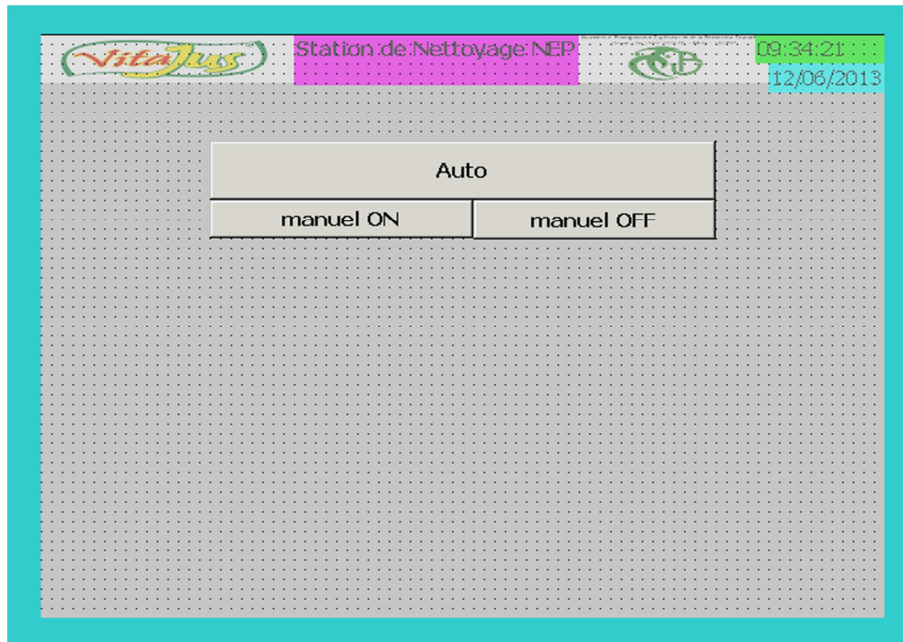 VitaJus
Station de Nettoyage NEP
09:34:21
12/06/2013
Auto
manuel ON
manuel OFF